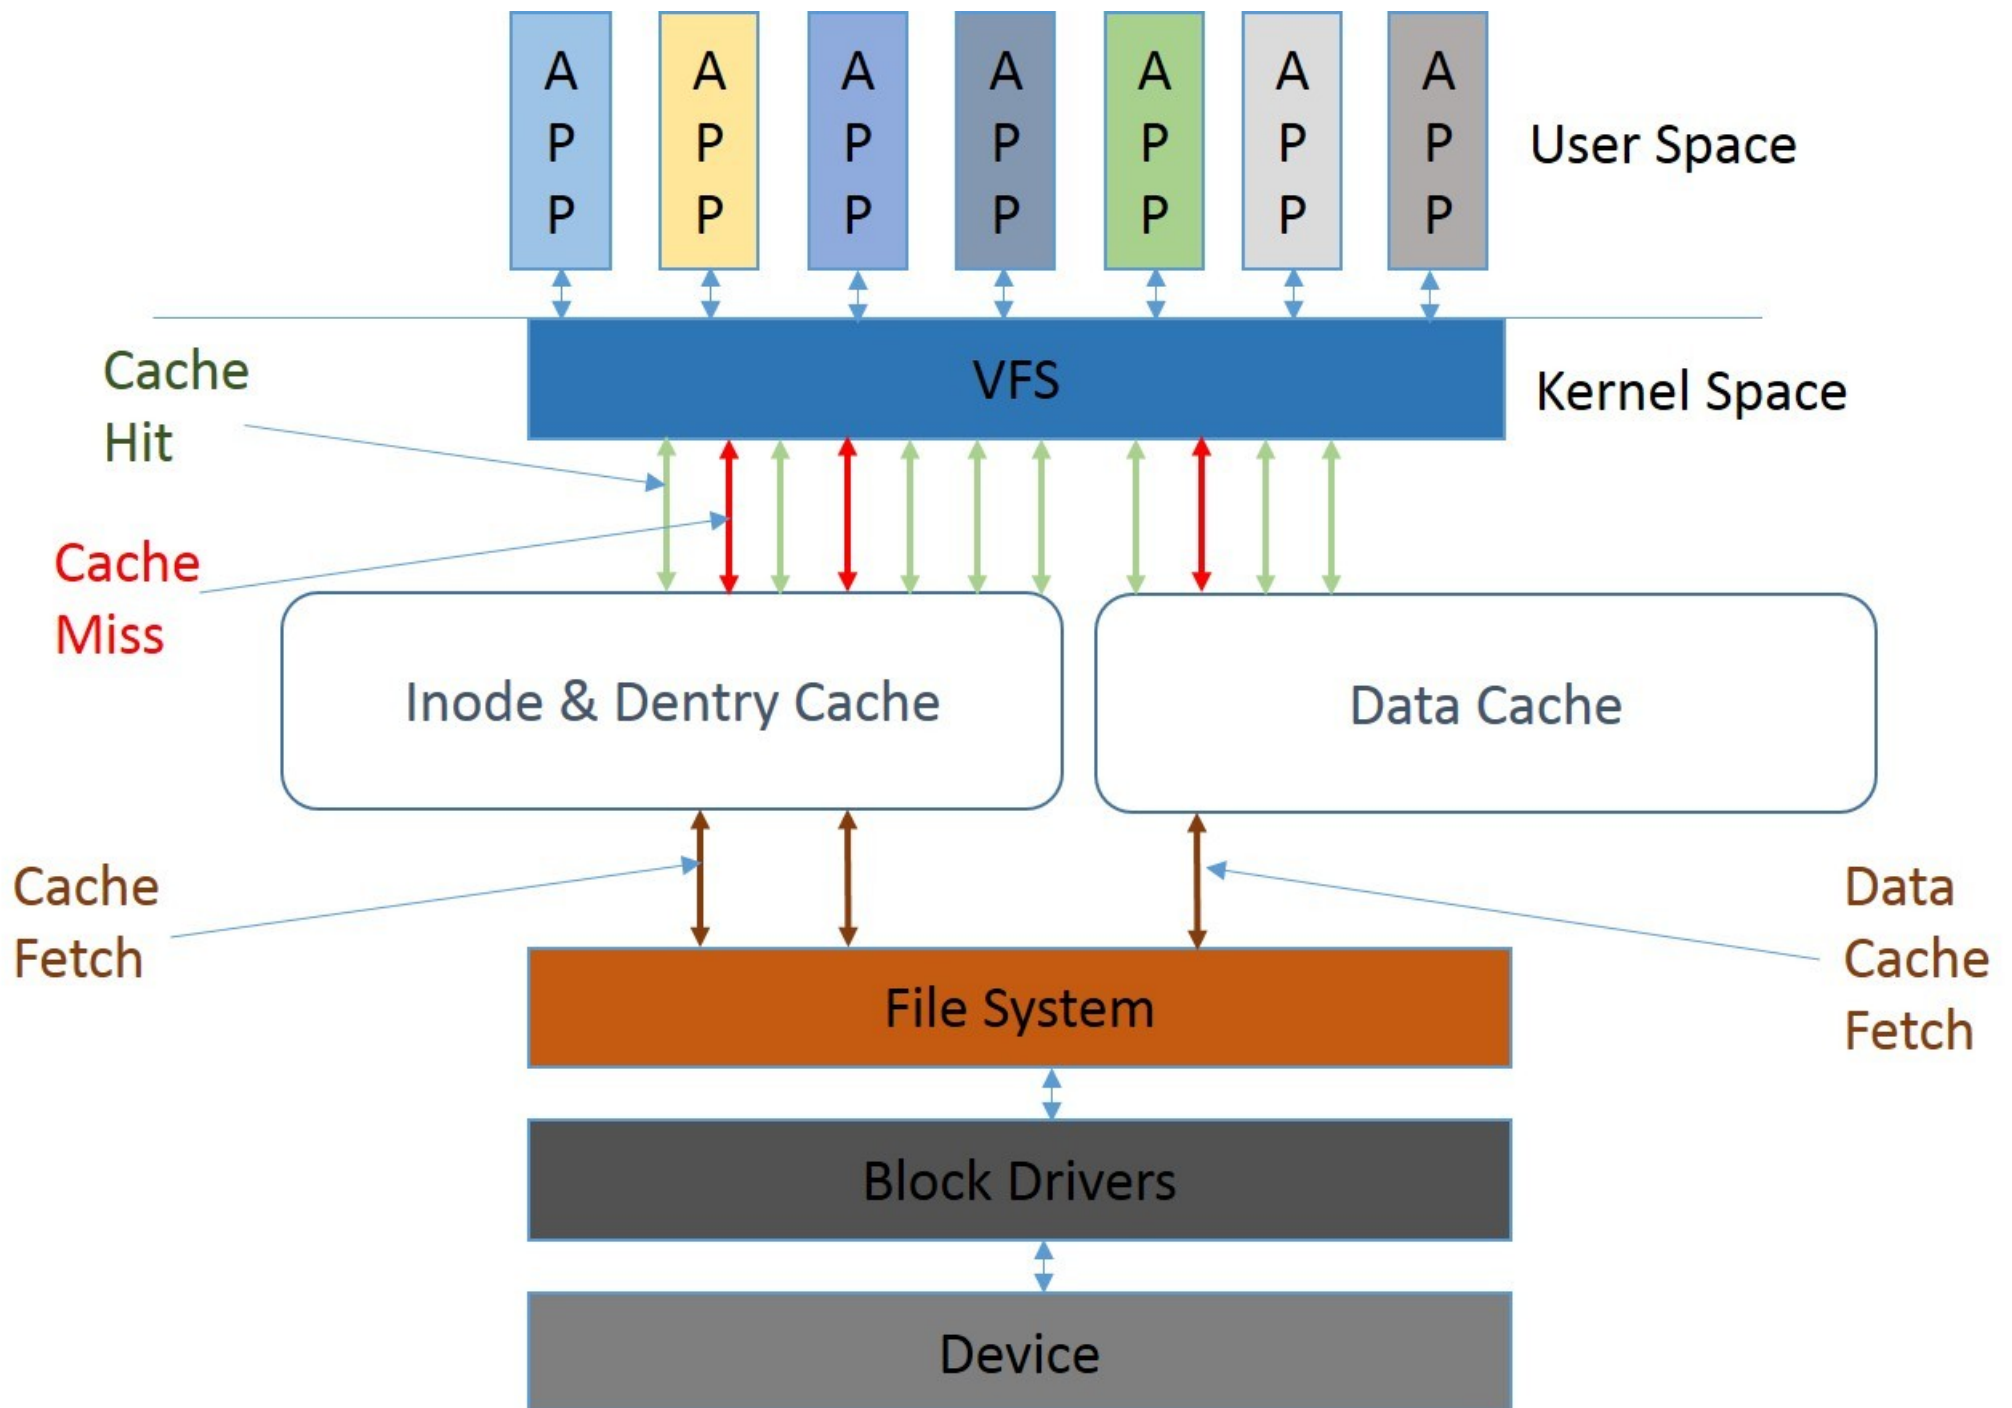 A
P
P
A
P
P
A
P
P
A
P
P
A
P
P
A
P
P
A
P
P
User Space
VFS
Kernel Space
Cache
Hit
Cache
Miss
Inode & Dentry Cache
Data Cache
Cache
Fetch
Data
Cache
Fetch
File System
Block Drivers
Device